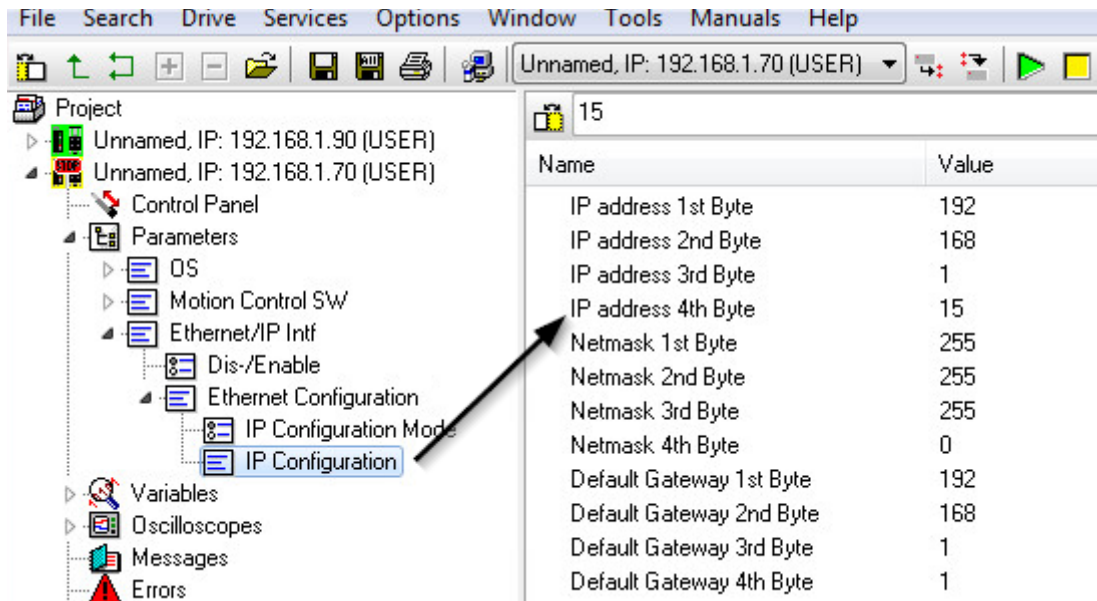 File Search Drive Services Options Window Tools Manuals Help
Unnamed, IP: 192.168.1.70 (USER)
Project
Unnamed, IP: 192.168.1.90 (USER)
STOP
Unnamed, IP: 192.168.1.70 (USER)
Control Panel
Parameters
OS
Motion Control SW
Ethernet/IP Intf
Dis-/Enable
Ethernet Configuration
IP Configuration Mode
IP Configuration
Variables
Oscilloscopes
Messages
Errors
15
Name Value
IP address 1st Byte 192
IP address 2nd Byte 168
IP address 3rd Byte 1
IP address 4th Byte 15
Netmask 1st Byte 255
Netmask 2nd Byte 255
Netmask 3rd Byte 255
Netmask 4th Byte 0
Default Gateway 1st Byte 192
Default Gateway 2nd Byte 168
Default Gateway 3rd Byte 1
Default Gateway 4th Byte 1